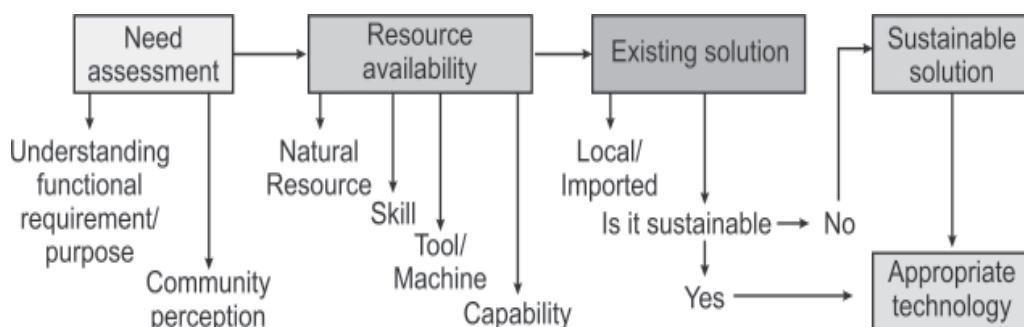 Need
assessment
Resource
availability
Existing solution
Sustainable
solution
Understanding
functional
requirement/
purpose
Community
perception
Natural
Resource
Skill
Tool/
Machine
Capability
Local/
Imported
Is it sustainable
No
Yes
Appropriate
technology